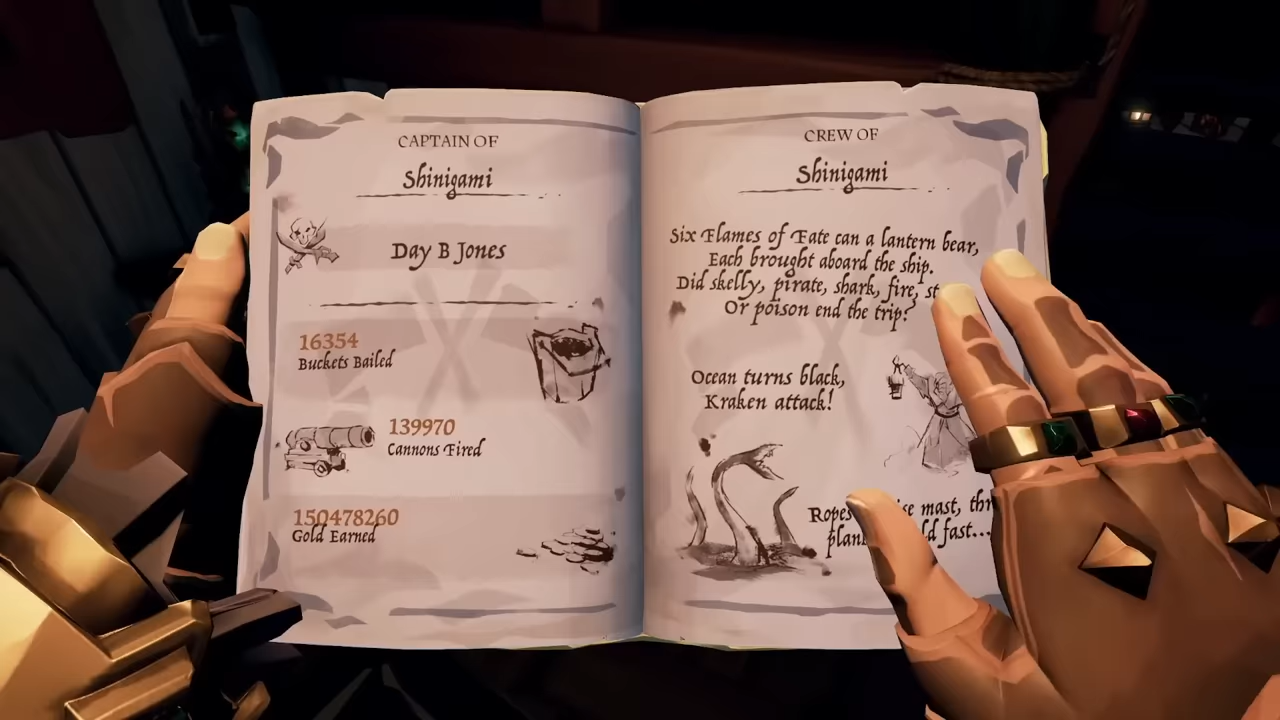 CAPTAIN OF
Shinigami
Day B Jones
16354
Buckets Bailed
139970
Cannons Fired
150478260
Gold Earned
CREW OF
Shinigami
Six Flames of Fate can a lantern bear,
Each brought aboard the ship.
Did skelly, pirate, shark, fire,
Or poison end the trip?
Ocean turns black,
Kraken attack!
mast,
fast...